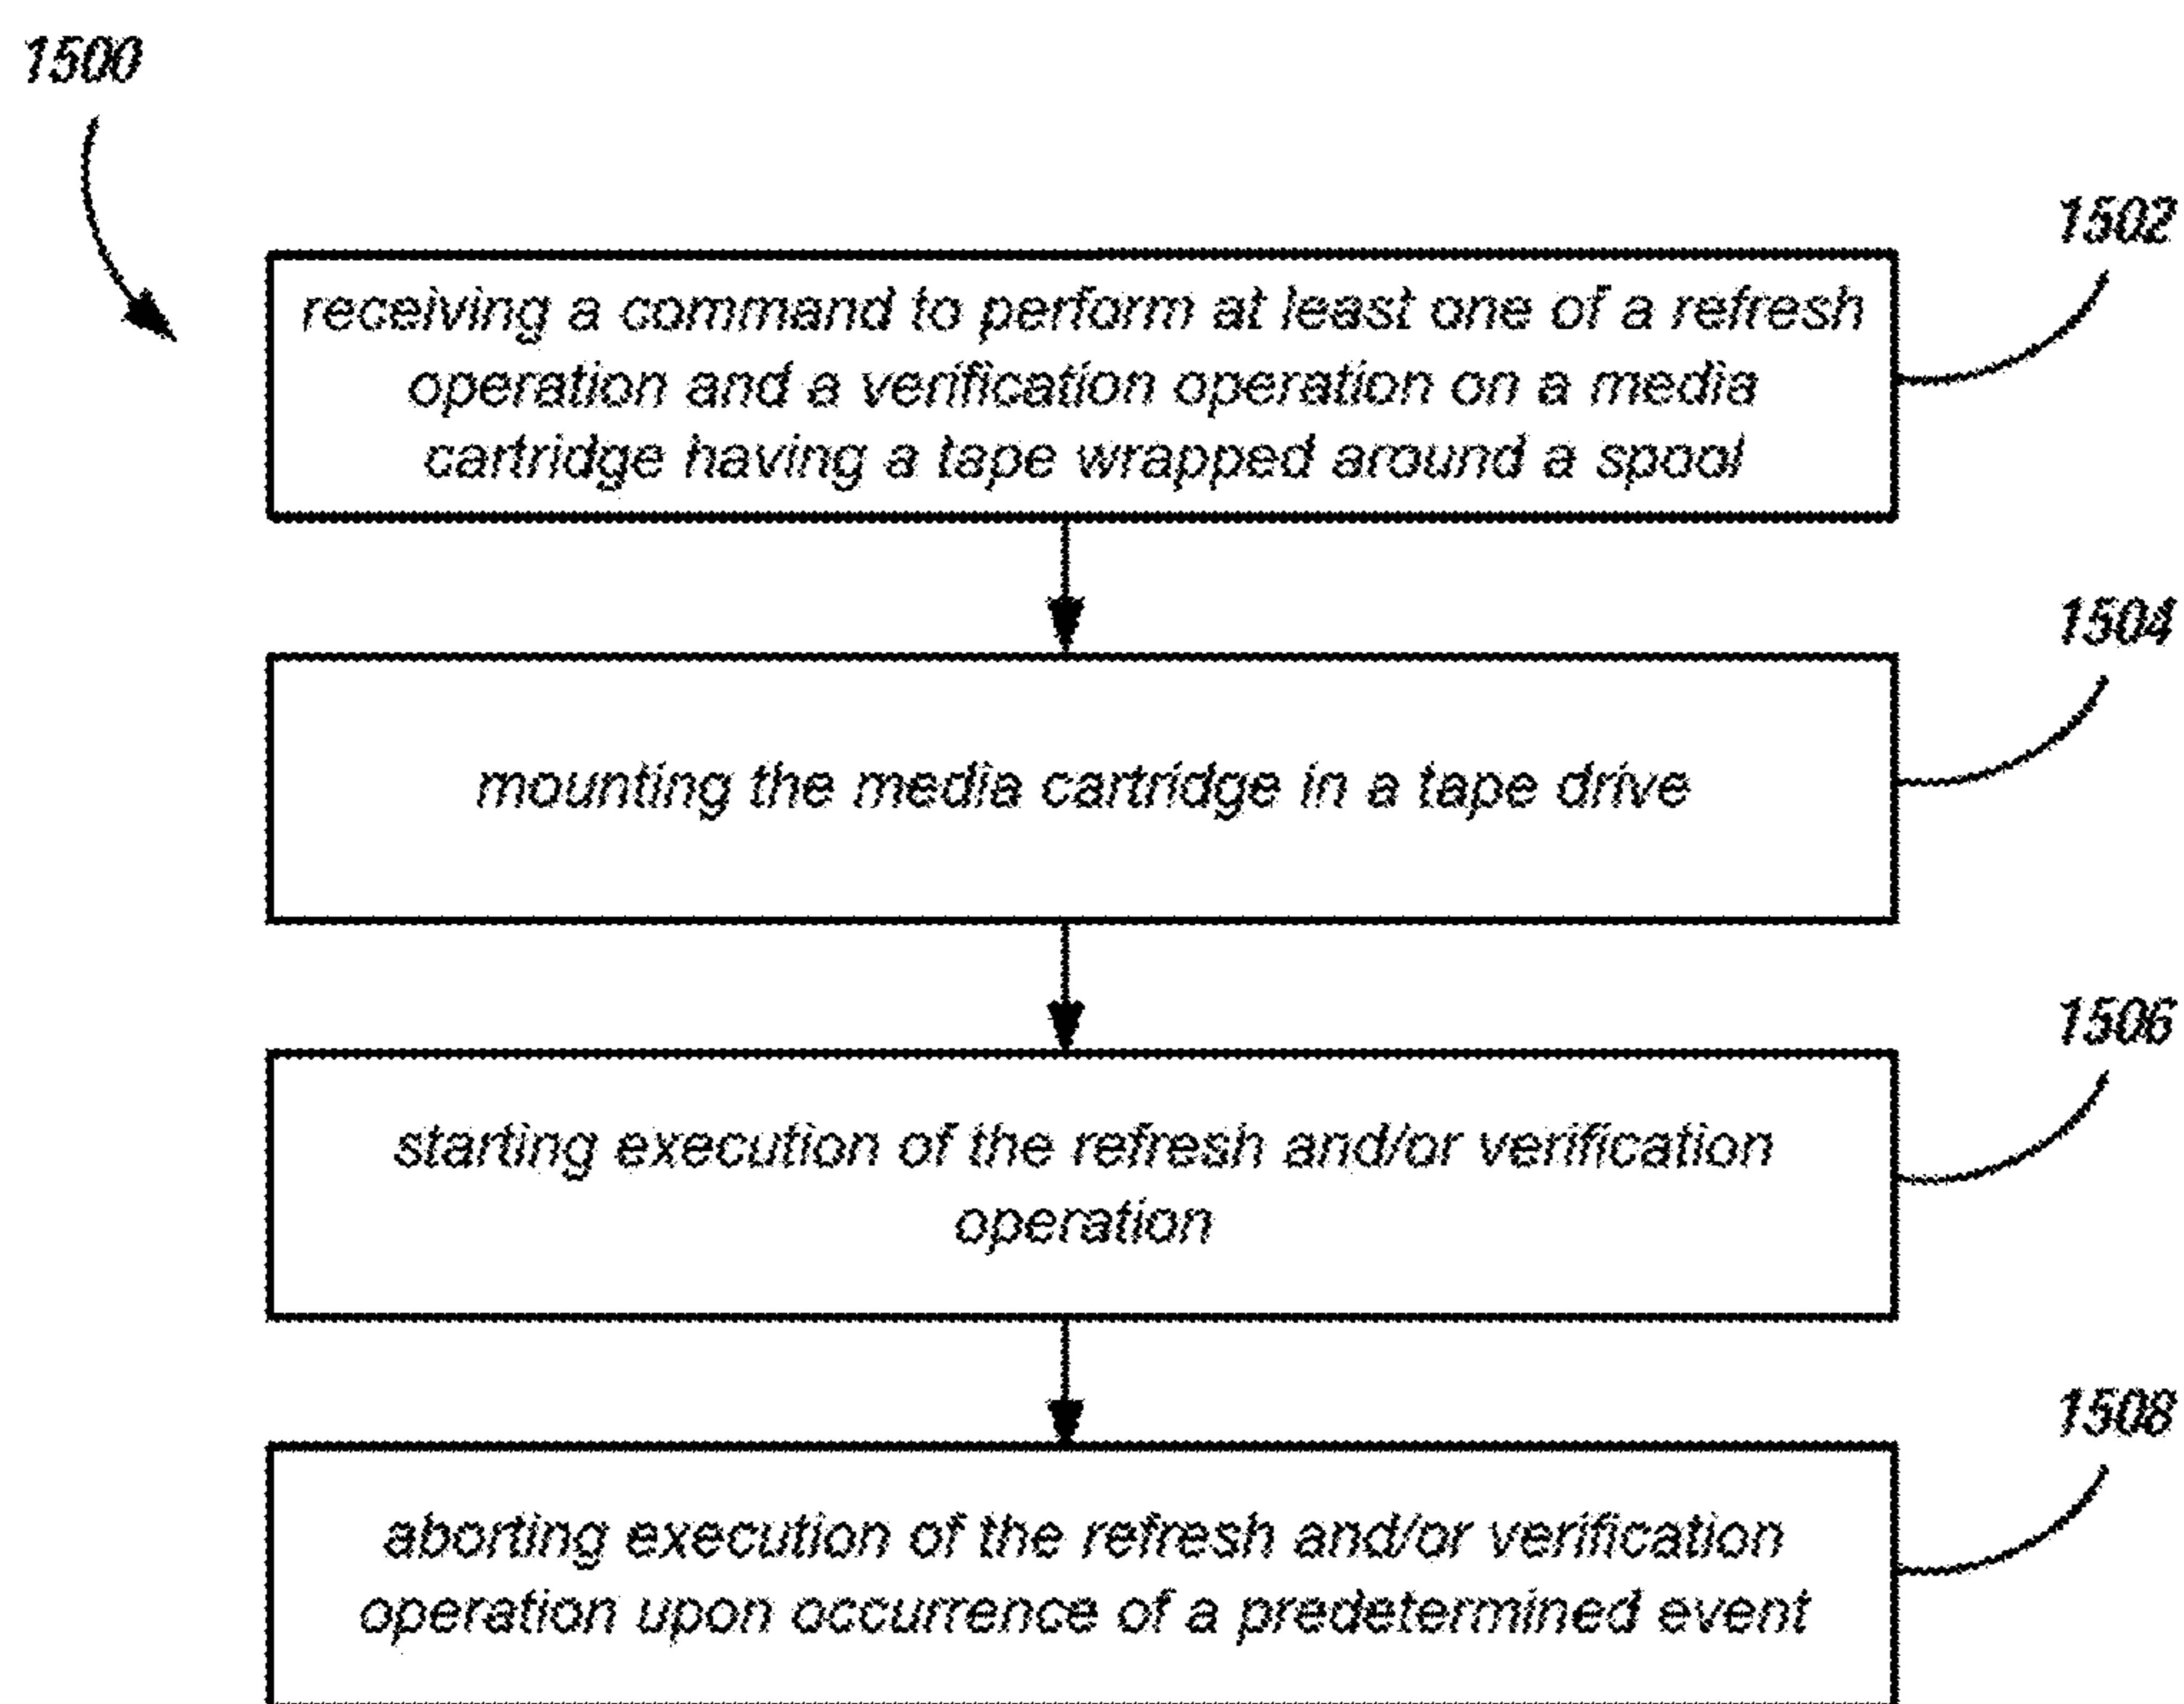 1500
1502
receiving a command to perform at least one of a refresh
operation and a verification operation on a media
cartridge having a tape wrapped around a spool
1504
mounting the media cartridge in a tape drive
1506
starting execution of the refresh and/or verification
operation
1508
aborting execution of the refresh and/or verification
operation upon occurrence of a predetermined event